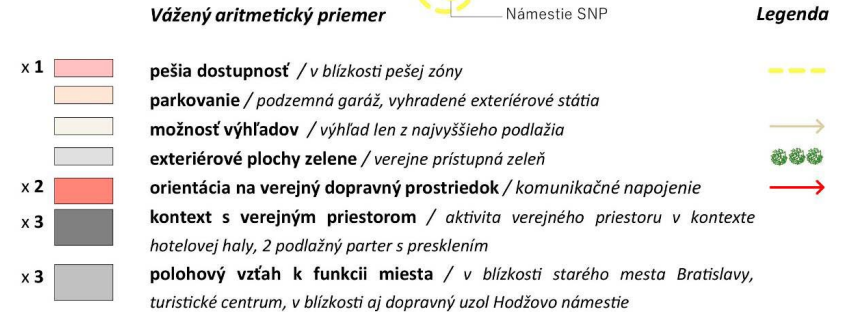 Vážený aritmetický priemer
Námestie SNP
Legenda
x 1 pešia dostupnosť / v blízkosti pešej zóny
parkovanie / podzemná garáž, vyhradené exteriérové státia
možnosť výhľadov / výhľad len z najvyššieho podlažia
exteriérové plochy zelene / verejne prístupná zeleň
x 2 orientácia na verejný dopravný prostriedok / komunikačné napojenie
x 3 kontext s verejným priestorom / aktivita verejného priestoru v kontexte
hotelovej haly, 2 podlažný parter s presklením
x 3 polohový vzťah k funkcii miesta / v blízkosti starého mesta Bratislavy,
turistické centrum, v blízkosti aj dopravný uzol Hodžovo námestie